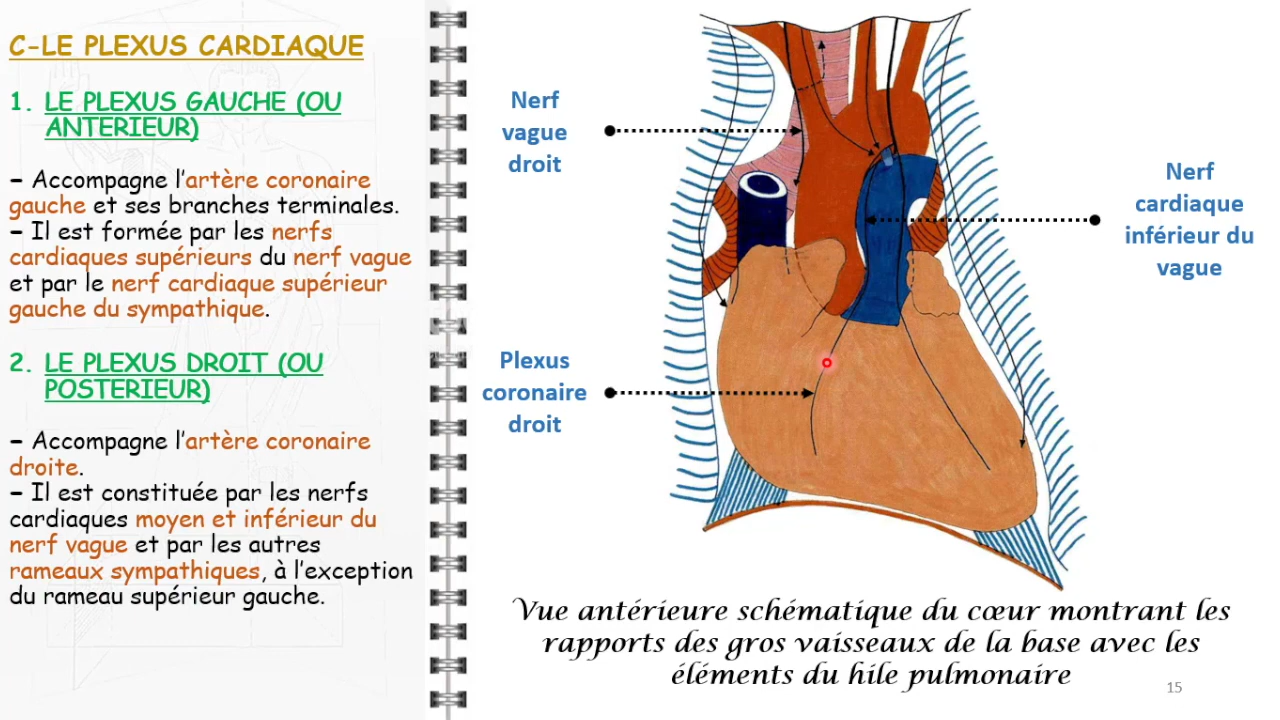 C-LE PLEXUS CARDIAQUE
1. LE PLEXUS GAUCHE (OU
ANTERIEUR)
– Accompagne l'artère coronaire
gauche et ses branches terminales.
– Il est formée par les nerfs
cardiaques supérieurs du nerf vague
et par le nerf cardiaque supérieur
gauche du sympathique.
2. LE PLEXUS DROIT (OU
POSTERIEUR)
– Accompagne l'artère coronaire
droite.
– Il est constituée par les nerfs
cardiaques moyen et inférieur du
nerf vague et par les autres
rameaux sympathiques, à l'exception
du rameau supérieur gauche.
Nerf
vague
droit
Nerf
cardiaque
inférieur du
vague
Plexus
coronaire
droit
Vue antérieure schématique du cœur montrant les
rapports des gros vaisseaux de la base avec les
éléments du hile pulmonaire
15